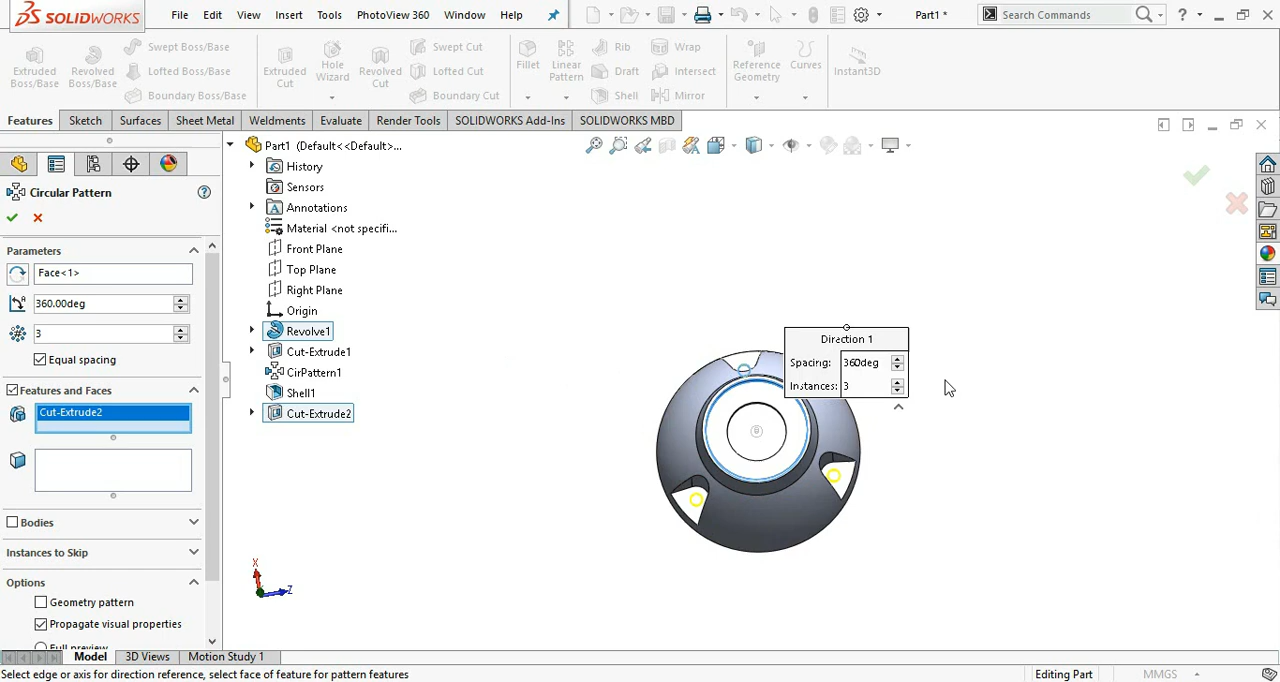 SOLIDWORKS File Edit View Insert Tools PhotoView 360 Window Help Part1 * Search Commands
Extruded Boss/Base
Revolved Boss/Base
Swept Boss/Base
Lofted Boss/Base
Boundary Boss/Base
Extruded Cut
Hole Wizard
Revolved Cut
Swept Cut
Lofted Cut
Boundary Cut
Fillet
Linear Pattern
Rib
Draft
Shell
Wrap
Intersect
Mirror
Reference Geometry
Curves
Instant3D
Features Sketch Surfaces Sheet Metal Weldments Evaluate Render Tools SOLIDWORKS Add-Ins SOLIDWORKS MBD
Circular Pattern
Parameters
Face<1>
360.00deg
3
Equal spacing
Features and Faces
Cut-Extrude2
Bodies
Instances to Skip
Options
Geometry pattern
Propagate visual properties
Full preview
Part1 (Default<<Default>...
History
Sensors
Annotations
Material <not specifi...
Front Plane
Top Plane
Right Plane
Origin
Revolve1
Cut-Extrude1
CirPattern1
Shell1
Cut-Extrude2
Direction 1
Spacing: 360deg
Instances: 3
X
Z
Model 3D Views Motion Study 1
Select edge or axis for direction reference, select face of feature for pattern features Editing Part MMGS